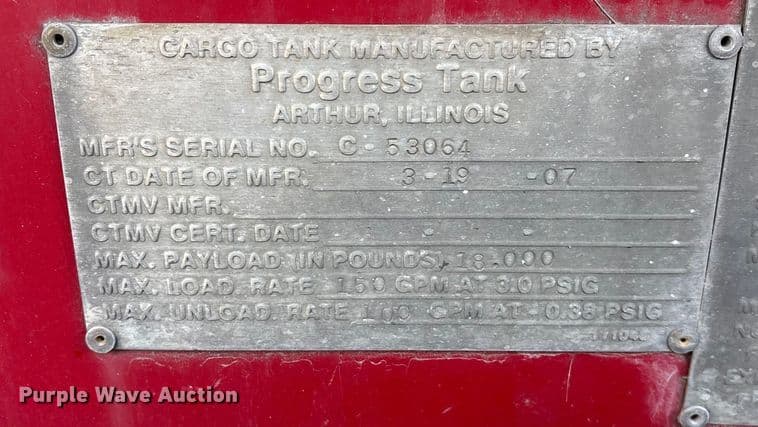 CARGO TANK MANUFACTURED BY
Progress Tank
ARTHUR, ILLINOIS
MFR'S SERIAL NO. C-53064
CT DATE OF MFR. 3-19 -07
CTMV MFR.
CTMV CERT. DATE - -
MAX. PAYLOAD (IN POUNDS) 18.000
MAX. LOAD. RATE 150 GPM AT 3.0 PSIG
MAX. UNLOAD. RATE 100 GPM AT -0.35 PSIG
Purple Wave Auction